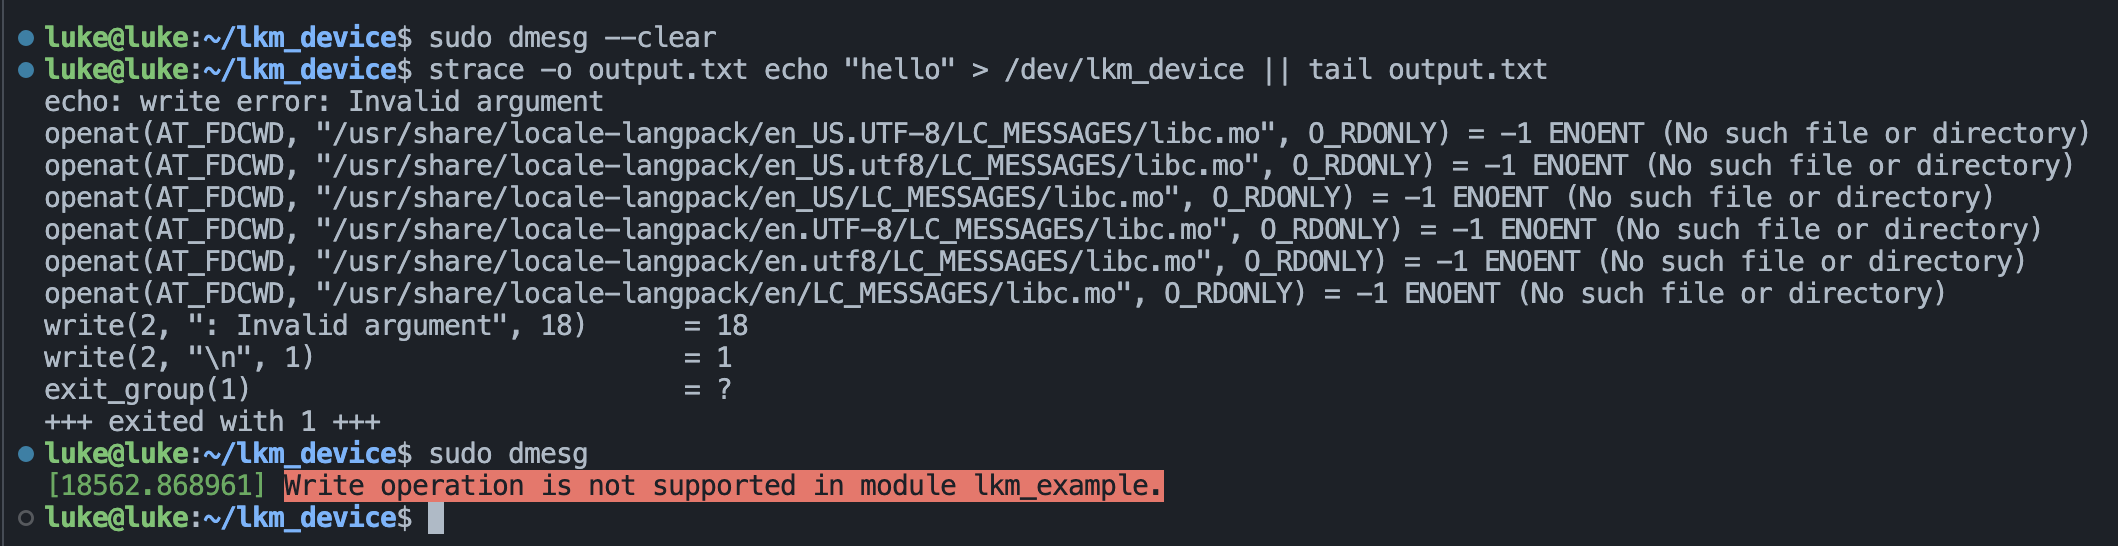 luke@luke:~/lkm_device$ sudo dmesg --clear
luke@luke:~/lkm_device$ strace -o output.txt echo "hello" > /dev/lkm_device || tail output.txt
echo: write error: Invalid argument
openat(AT_FDCWD, "/usr/share/locale-langpack/en_US.UTF-8/LC_MESSAGES/libc.mo", O_RDONLY) = -1 ENOENT (No such file or directory)
openat(AT_FDCWD, "/usr/share/locale-langpack/en_US.utf8/LC_MESSAGES/libc.mo", O_RDONLY) = -1 ENOENT (No such file or directory)
openat(AT_FDCWD, "/usr/share/locale-langpack/en_US/LC_MESSAGES/libc.mo", O_RDONLY) = -1 ENOENT (No such file or directory)
openat(AT_FDCWD, "/usr/share/locale-langpack/en.UTF-8/LC_MESSAGES/libc.mo", O_RDONLY) = -1 ENOENT (No such file or directory)
openat(AT_FDCWD, "/usr/share/locale-langpack/en.utf8/LC_MESSAGES/libc.mo", O_RDONLY) = -1 ENOENT (No such file or directory)
openat(AT_FDCWD, "/usr/share/locale-langpack/en/LC_MESSAGES/libc.mo", O_RDONLY) = -1 ENOENT (No such file or directory)
write(2, ": Invalid argument", 18)      = 18
write(2, "\n", 1)                       = 1
exit_group(1)                           = ?
+++ exited with 1 +++
luke@luke:~/lkm_device$ sudo dmesg
[18562.868961] Write operation is not supported in module lkm_example.
luke@luke:~/lkm_device$